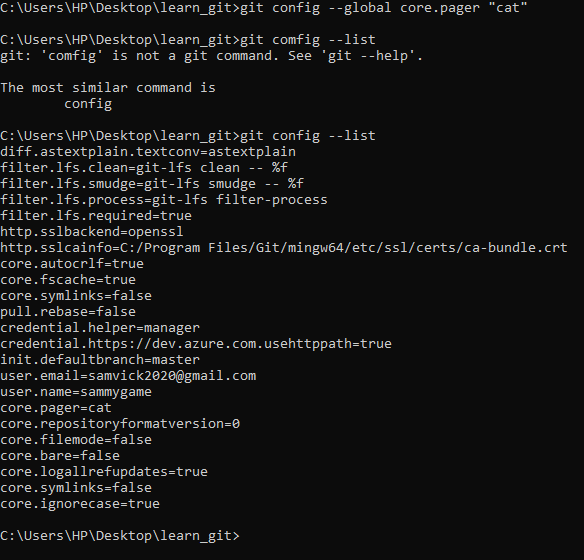 C:\Users\HP\Desktop\learn_git>git config --global core.pager "cat"
C:\Users\HP\Desktop\learn_git>git comfig --list
git: 'comfig' is not a git command. See 'git --help'.
The most similar command is
config
C:\Users\HP\Desktop\learn_git>git config --list
diff.astextplain.textconv=astextplain
filter.lfs.clean=git-lfs clean -- %f
filter.lfs.smudge=git-lfs smudge -- %f
filter.lfs.process=git-lfs filter-process
filter.lfs.required=true
http.sslbackend=openssl
http.sslcainfo=C:/Program Files/Git/mingw64/etc/ssl/certs/ca-bundle.crt
core.autocrlf=true
core.fscache=true
core.symlinks=false
pull.rebase=false
credential.helper=manager
credential.https://dev.azure.com.usehttppath=true
init.defaultbranch=master
user.email=samvick2020@gmail.com
user.name=sammygame
core.pager=cat
core.repositoryformatversion=0
core.filemode=false
core.bare=false
core.logallrefupdates=true
core.symlinks=false
core.ignorecase=true
C:\Users\HP\Desktop\learn_git>